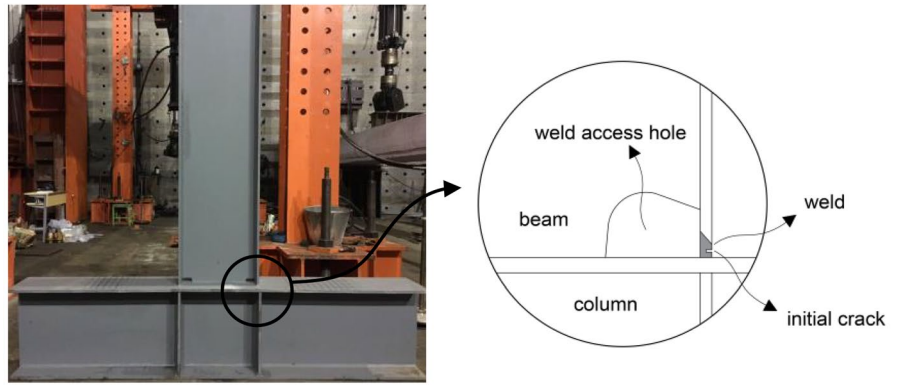 weld access hole
beam
weld
column
initial crack